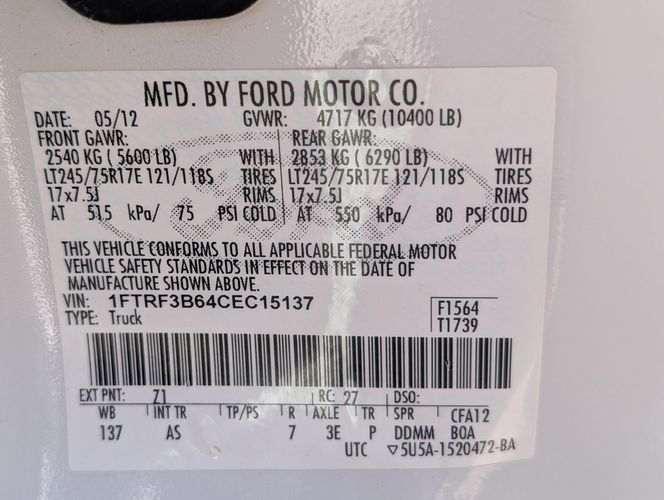 MFD. BY FORD MOTOR CO.
DATE: 05/12 GVWR: 4717 KG (10400 LB)
FRONT GAWR: REAR GAWR:
2540 KG ( 5600 LB) WITH 2853 KG ( 6290 LB) WITH
LT245/75R17E 121/118S TIRES LT245/75R17E 121/118S TIRES
17x7.5J RIMS 17x7.5J RIMS
AT 515 kPa/ 75 PSI COLD AT 550 kPa/ 80 PSI COLD
THIS VEHICLE CONFORMS TO ALL APPLICABLE FEDERAL MOTOR
VEHICLE SAFETY STANDARDS IN EFFECT ON THE DATE OF
MANUFACTURE SHOWN ABOVE.
VIN: 1FTRF3B64CEC15137 F1564
TYPE: Truck T1739
EXT PNT: Z1 RC: 27 DSO:
WB INT TR TP/PS R AXLE TR SPR CFA12
137 AS 7 3E P DDMM BOA
UTC ▽5U5A-1520472-BA